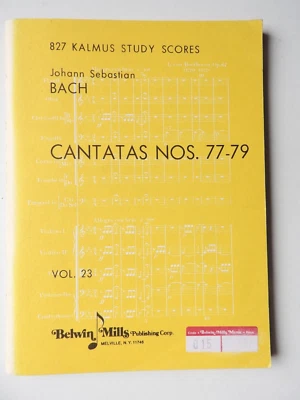 827 KALMUS STUDY SCORES
Johann Sebastian
BACH
CANTATAS NOS. 77-79
VOL. 23
Belwin Mills
Publishing Corp.
MELVILLE, N.Y. 11746